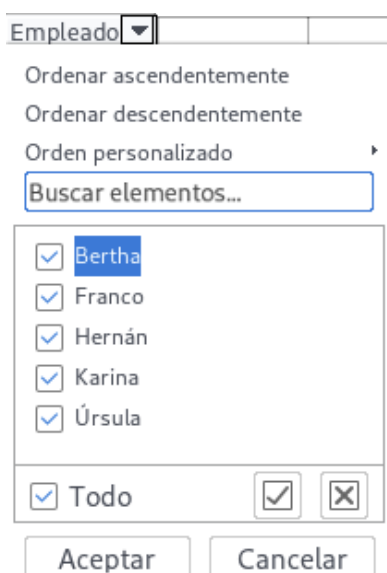 Empleado
Ordenar ascendentemente
Ordenar descendentemente
Orden personalizado
Buscar elementos...
Bertha
Franco
Hernán
Karina
Úrsula
Todo
Aceptar Cancelar